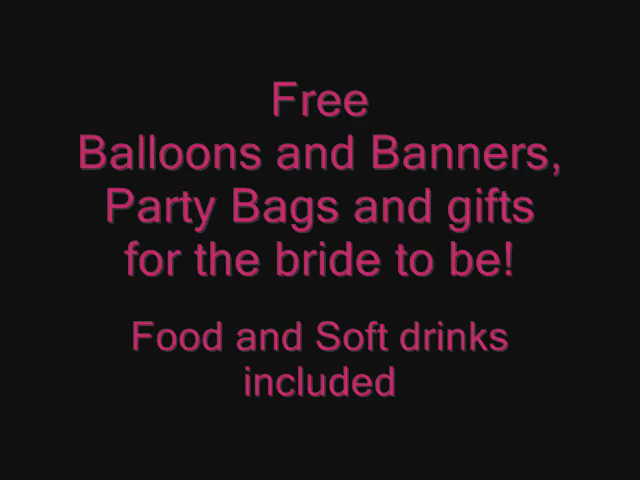 Free
Balloons and Banners,
Party Bags and gifts
for the bride to be!
Food and Soft drinks
included